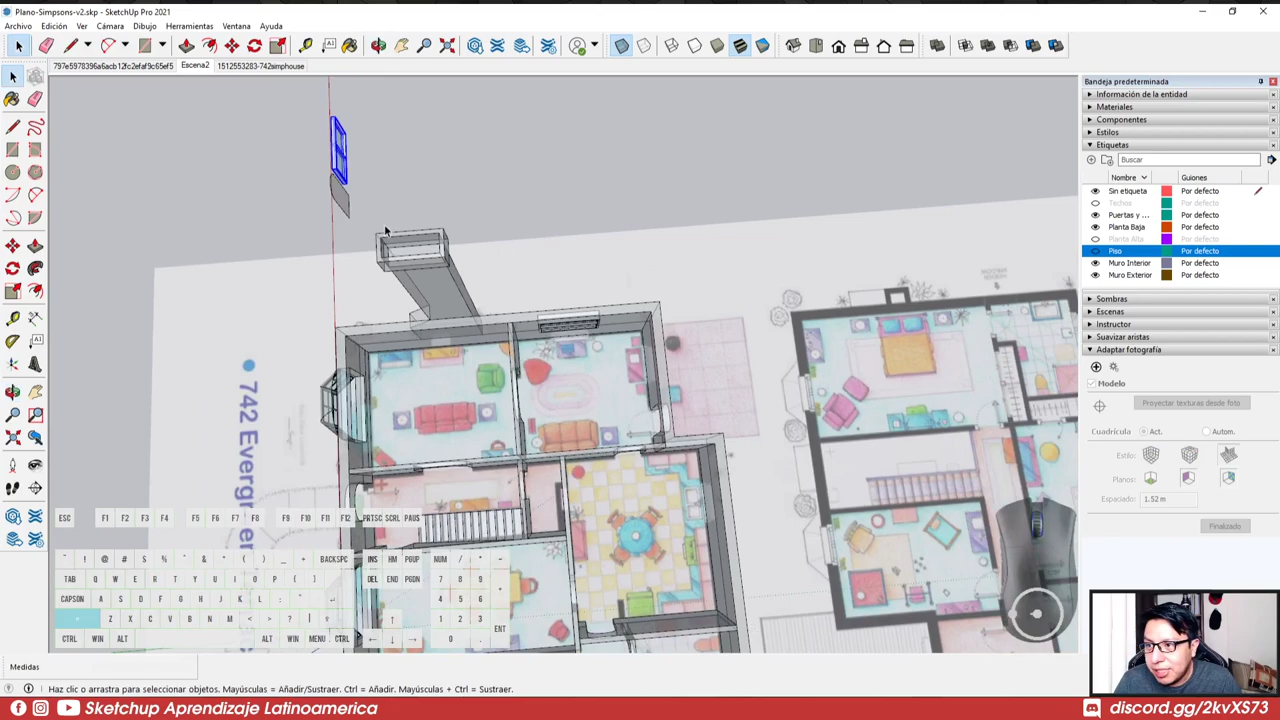 Plano-Simpsons-v2.skp - SketchUp Pro 2021
Archivo Edición Ver Cámara Dibujo Herramientas Ventana Ayuda
797e5978396a6acb12fc2efaf9c65ef5 Escena2 1512553283-742simphouse
Bandeja predeterminada
Información de la entidad
Materiales
Componentes
Estilos
Etiquetas
Buscar
Nombre Guiones
Sin etiqueta Por defecto
Techos Por defecto
Puertas y ... Por defecto
Planta Baja Por defecto
Planta Alta Por defecto
Piso Por defecto
Muro Interior Por defecto
Muro Exterior Por defecto
Sombras
Escenas
Instructor
Suavizar aristas
Adaptar fotografía
Modelo
Proyectar texturas desde foto
Cuadrícula Act. Autom.
Estilo:
Planos:
Espaciado: 1.52 m
Finalizado
742 Evergreen
ESC F1 F2 F3 F4 F5 F6 F7 F8 F9 F10 F11 F12 PRTSC SCRL PAUS
~ ! @ # $ % ^ & * ( ) _ + BACKSPC INS HM PGUP NUM / * -
TAB Q W E R T Y U I O P { } | DEL END PGDN 7 8 9 +
CAPSON A S D F G H J K L : " ENTER 4 5 6
Z X C V B N M < > ? ↑ 1 2 3 ENT
CTRL WIN ALT ALT WIN MENU CTRL ← ↓ → 0 .
Medidas
Haz clic o arrastra para seleccionar objetos. Mayúsculas = Añadir/Sustraer. Ctrl = Añadir. Mayúsculas + Ctrl = Sustraer.
Sketchup Aprendizaje Latinoamerica discord.gg/2kvXS73